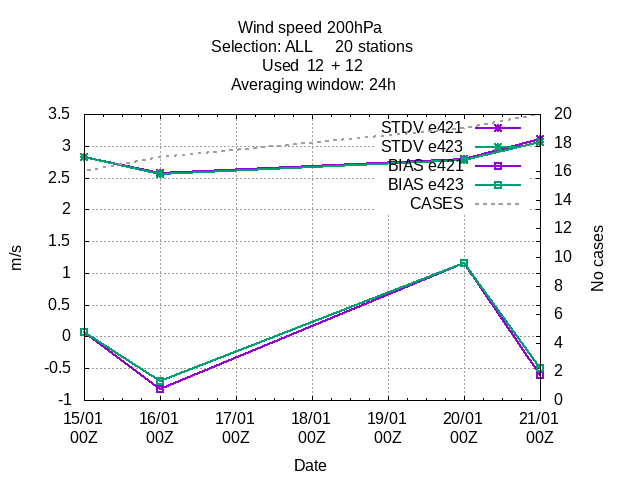 Wind speed 200hPa
Selection: ALL 20 stations
Used 12 + 12
Averaging window: 24h
3.5
3
2.5
2
1.5
1
0.5
0
-0.5
-1
m/s
STDV e421
STDV e423
BIAS e421
BIAS e423
CASES
20
18
16
14
12
10
8
6
4
2
0
No cases
15/01 16/01 17/01 18/01 19/01 20/01 21/01
00Z 00Z 00Z 00Z 00Z 00Z 00Z
Date